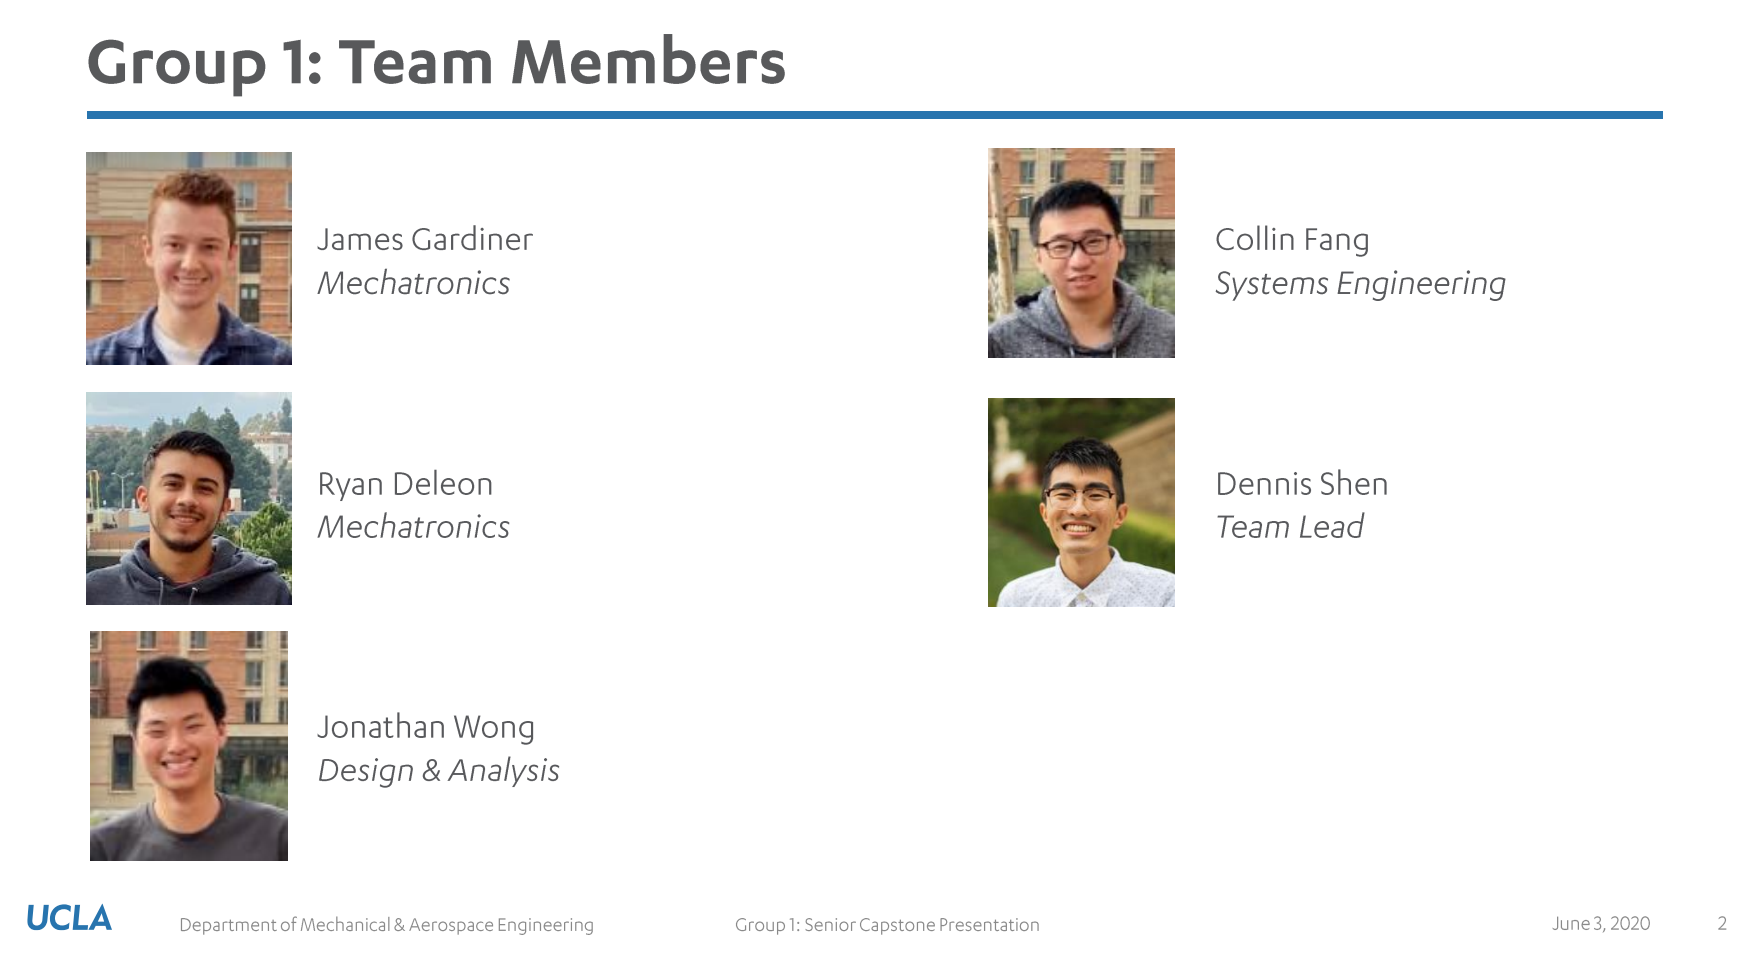 Group 1: Team Members
James Gardiner
Mechatronics
Ryan Deleon
Mechatronics
Jonathan Wong
Design & Analysis
Collin Fang
Systems Engineering
Dennis Shen
Team Lead
UCLA
Department of Mechanical & Aerospace Engineering
Group 1: Senior Capstone Presentation
June 3, 2020
2